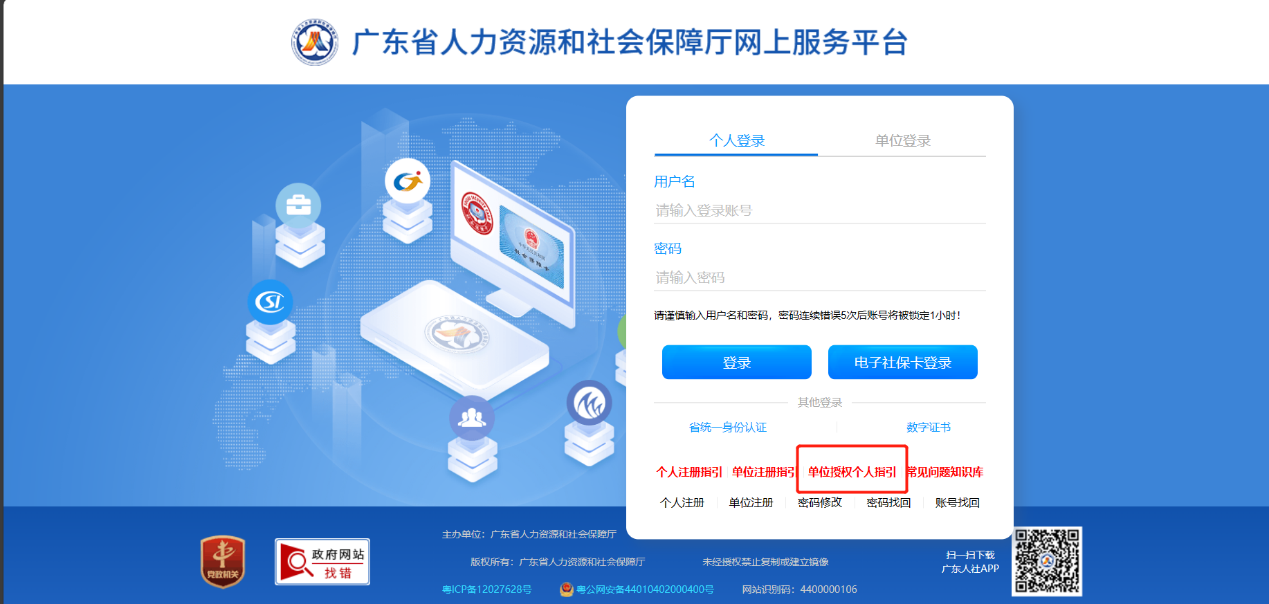 广东省人力资源和社会保障厅网上服务平台
个人登录 单位登录
用户名
请输入登录账号
密码
请输入密码
请谨慎输入用户名和密码，密码连续错误5次后账号将被锁定1小时！
登录 电子社保卡登录
其他登录
省统一身份认证 数字证书
个人注册指引 单位注册指引 单位授权个人指引 常见问题知识库
个人注册 单位注册 密码修改 密码找回 账号找回
党政机关
政府网站
找错
主办单位：广东省人力资源和社会保障厅
版权所有：广东省人力资源和社会保障厅 未经授权禁止复制或建立镜像
粤ICP备12027628号 粤公网安备44010402000400号 网站识别码：4400000106
扫一扫下载
广东人社APP